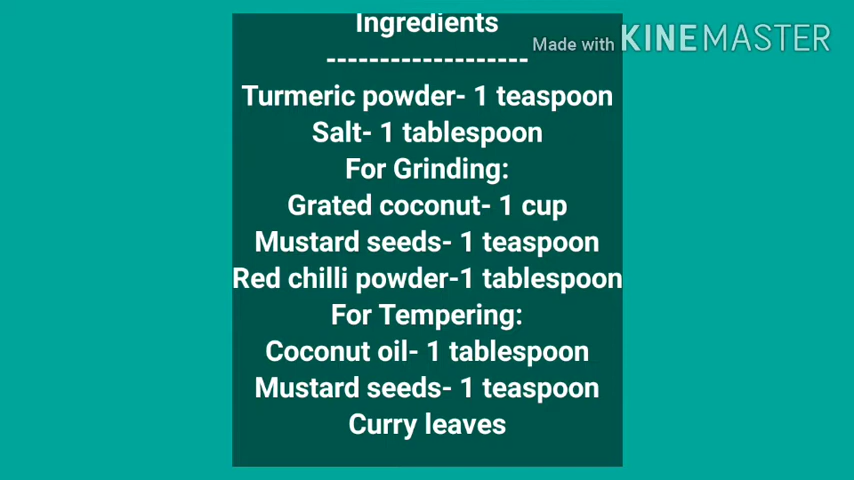 Ingredients
Made with KINEMASTER
-------------------
Turmeric powder- 1 teaspoon
Salt- 1 tablespoon
For Grinding:
Grated coconut- 1 cup
Mustard seeds- 1 teaspoon
Red chilli powder-1 tablespoon
For Tempering:
Coconut oil- 1 tablespoon
Mustard seeds- 1 teaspoon
Curry leaves